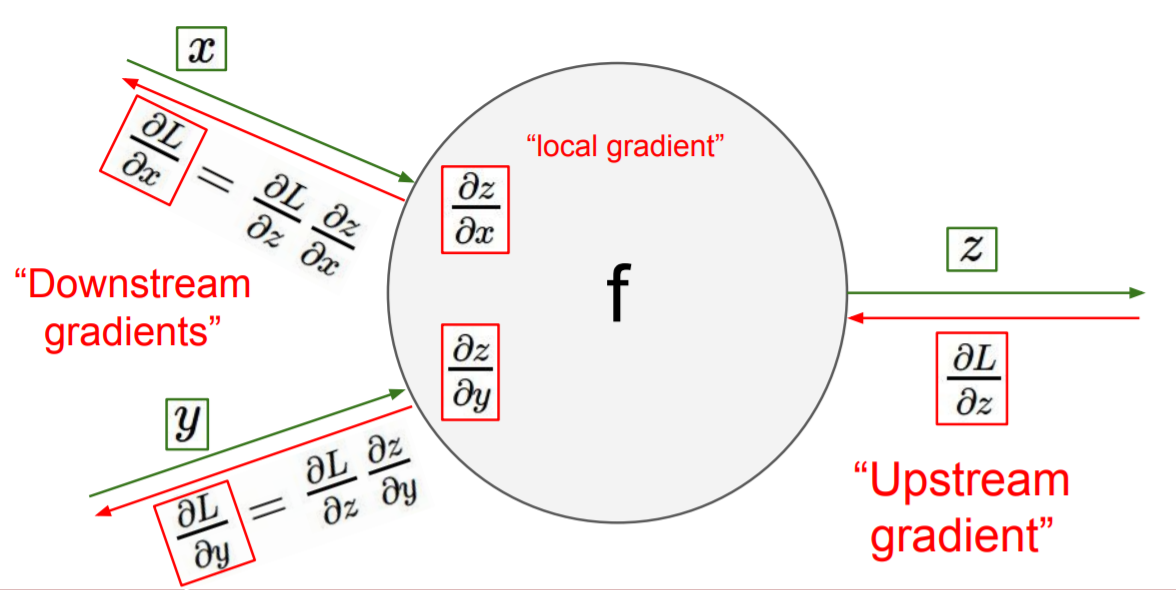 x
∂L/∂x = ∂L/∂z ∂z/∂x
“Downstream
gradients”
y
∂L/∂y = ∂L/∂z ∂z/∂y
“local gradient”
∂z/∂x
f
∂z/∂y
z
∂L/∂z
“Upstream
gradient”